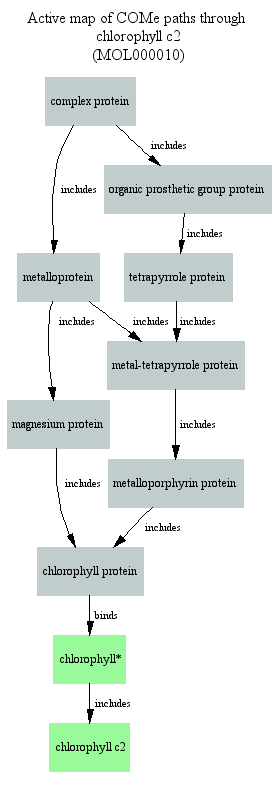 Active map of COMe paths through
chlorophyll c2
(MOL000010)
complex protein
includes
includes
organic prosthetic group protein
includes
metalloprotein
tetrapyrrole protein
includes
includes
includes
metal-tetrapyrrole protein
magnesium protein
includes
includes
metalloporphyrin protein
includes
chlorophyll protein
binds
chlorophyll*
includes
chlorophyll c2